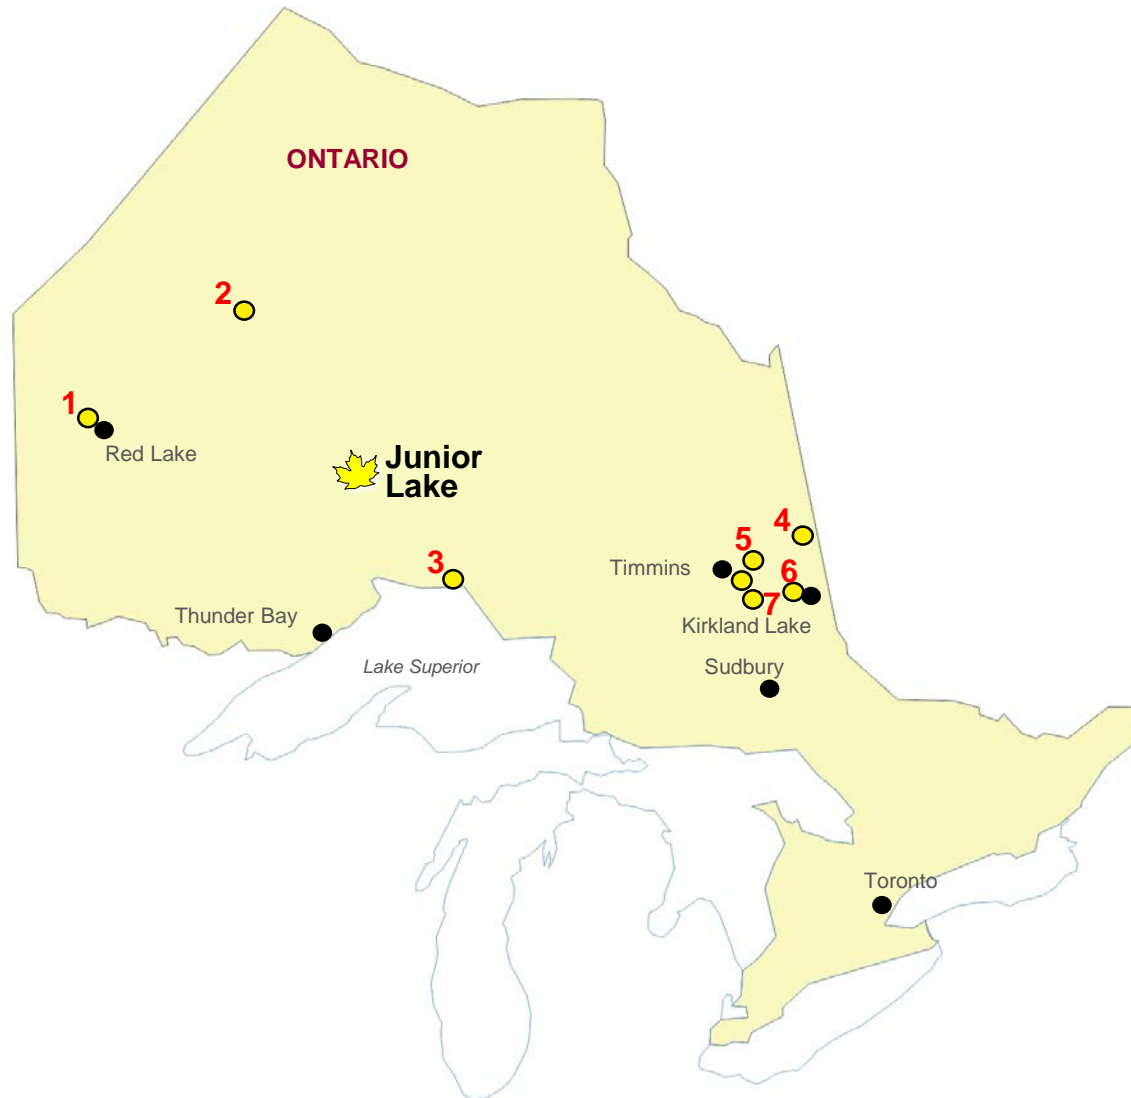 ONTARIO
2
1
Red Lake
Junior
Lake
4
5
3
Timmins
6
7
Thunder Bay
Kirkland Lake
Lake Superior
Sudbury
Toronto